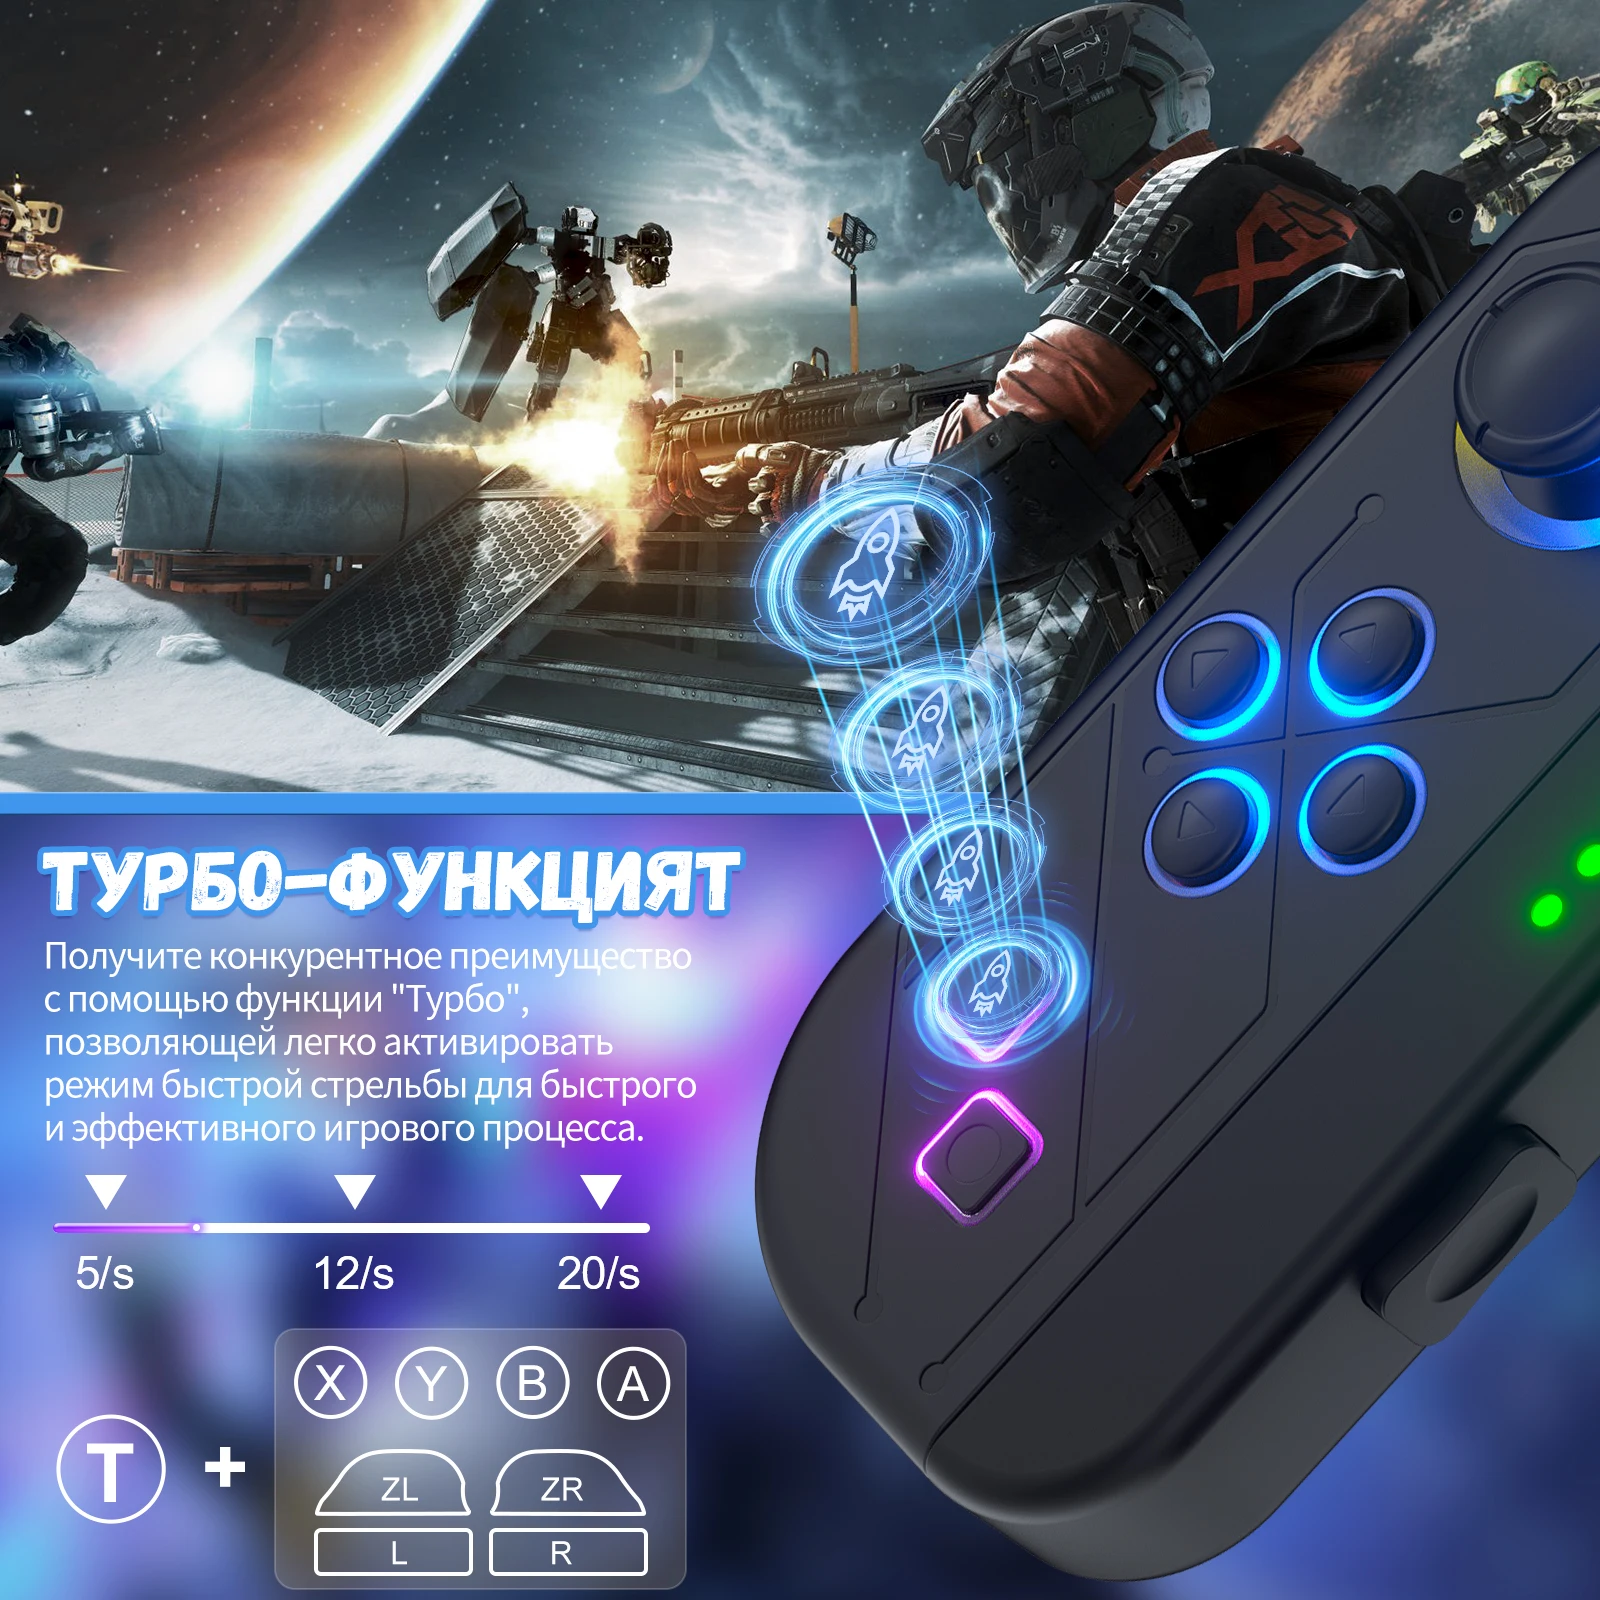 ТУРБО-ФУНКЦИЯТ
Получите конкурентное преимущество
с помощью функции "Турбо",
позволяющей легко активировать
режим быстрой стрельбы для быстрого
и эффективного игрового процесса.
5/s 12/s 20/s
X Y B A
T +
ZL ZR
L R